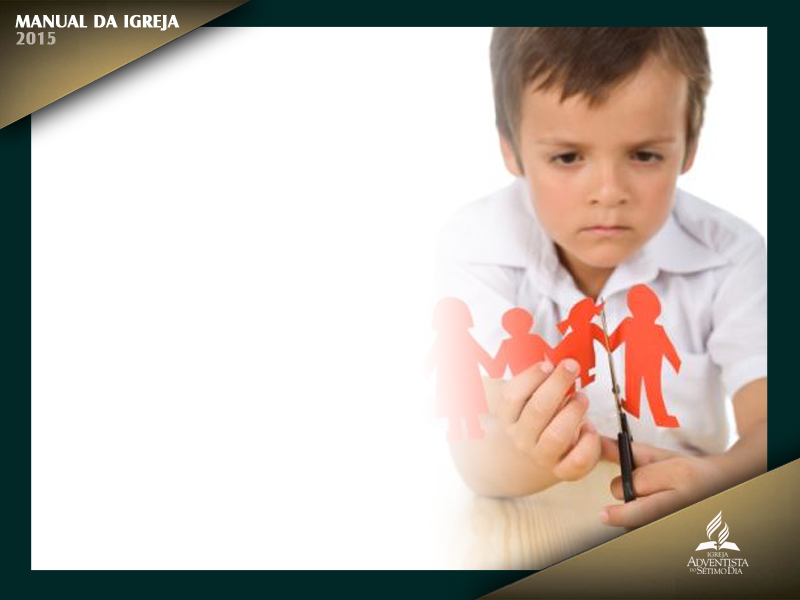 MANUAL DA IGREJA
2015
IGREJA
ADVENTISTA
DO SÉTIMO DIA